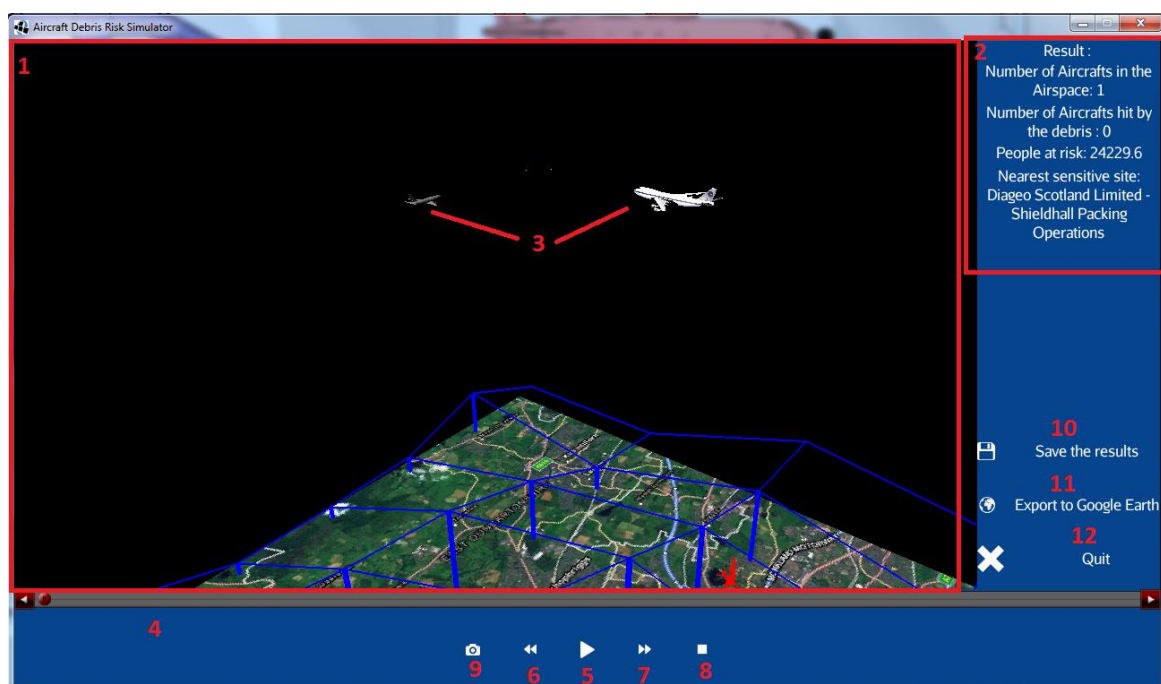 Aircraft Debris Risk Simulator
1
2
Result :
Number of Aircrafts in the
Airspace: 1
Number of Aircrafts hit by
the debris : 0
People at risk: 24229.6
Nearest sensitive site:
Diageo Scotland Limited -
Shieldhall Packing
Operations
3
10
Save the results
11
Export to Google Earth
12
Quit
4
9
6
5
7
8